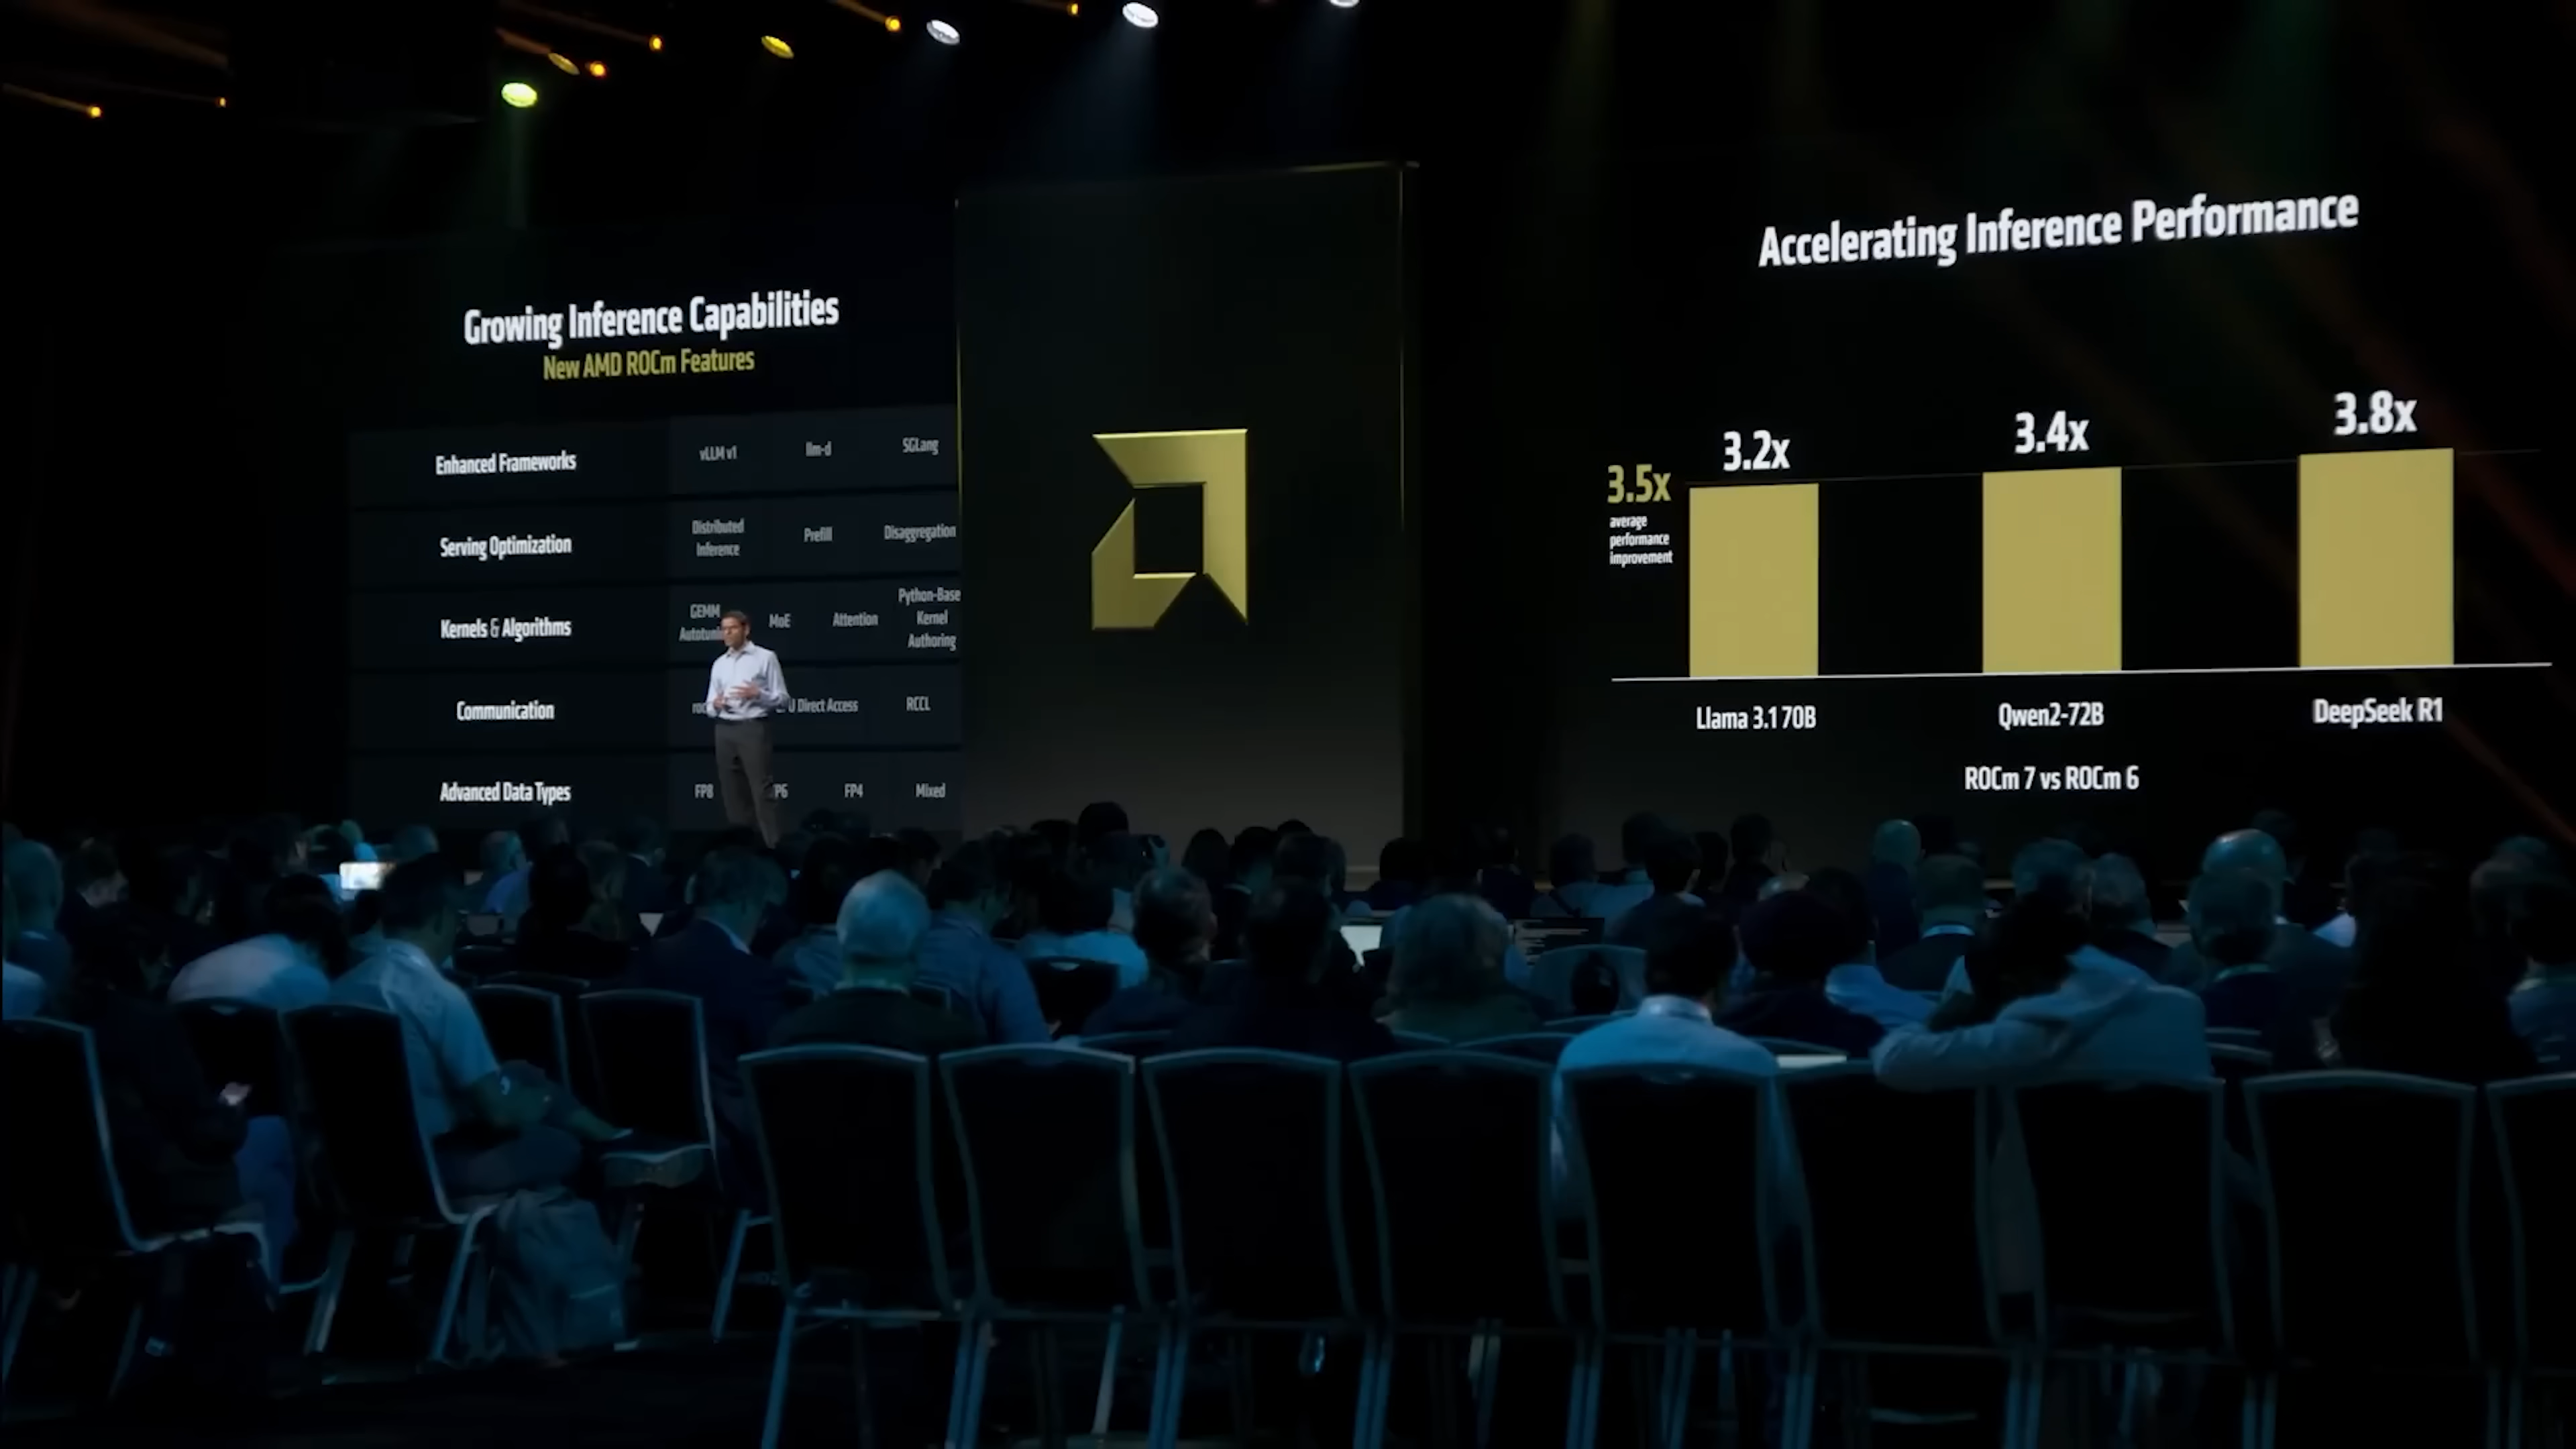 Growing Inference Capabilities
New AMD ROCm Features
Enhanced Frameworks
vLLM v1
llm-d
SGLang
Serving Optimization
Distributed
Inference
Prefill
Disaggregation
Kernels & Algorithms
GEMM
MoE
Attention
Python-Base
Kernel
Authoring
Communication
Direct Access
RCCL
Advanced Data Types
FP8
FP4
Mixed
Accelerating Inference Performance
3.5x
average
performance
improvement
3.2x
3.4x
3.8x
Llama 3.1 70B
Qwen2-72B
DeepSeek R1
ROCm 7 vs ROCm 6